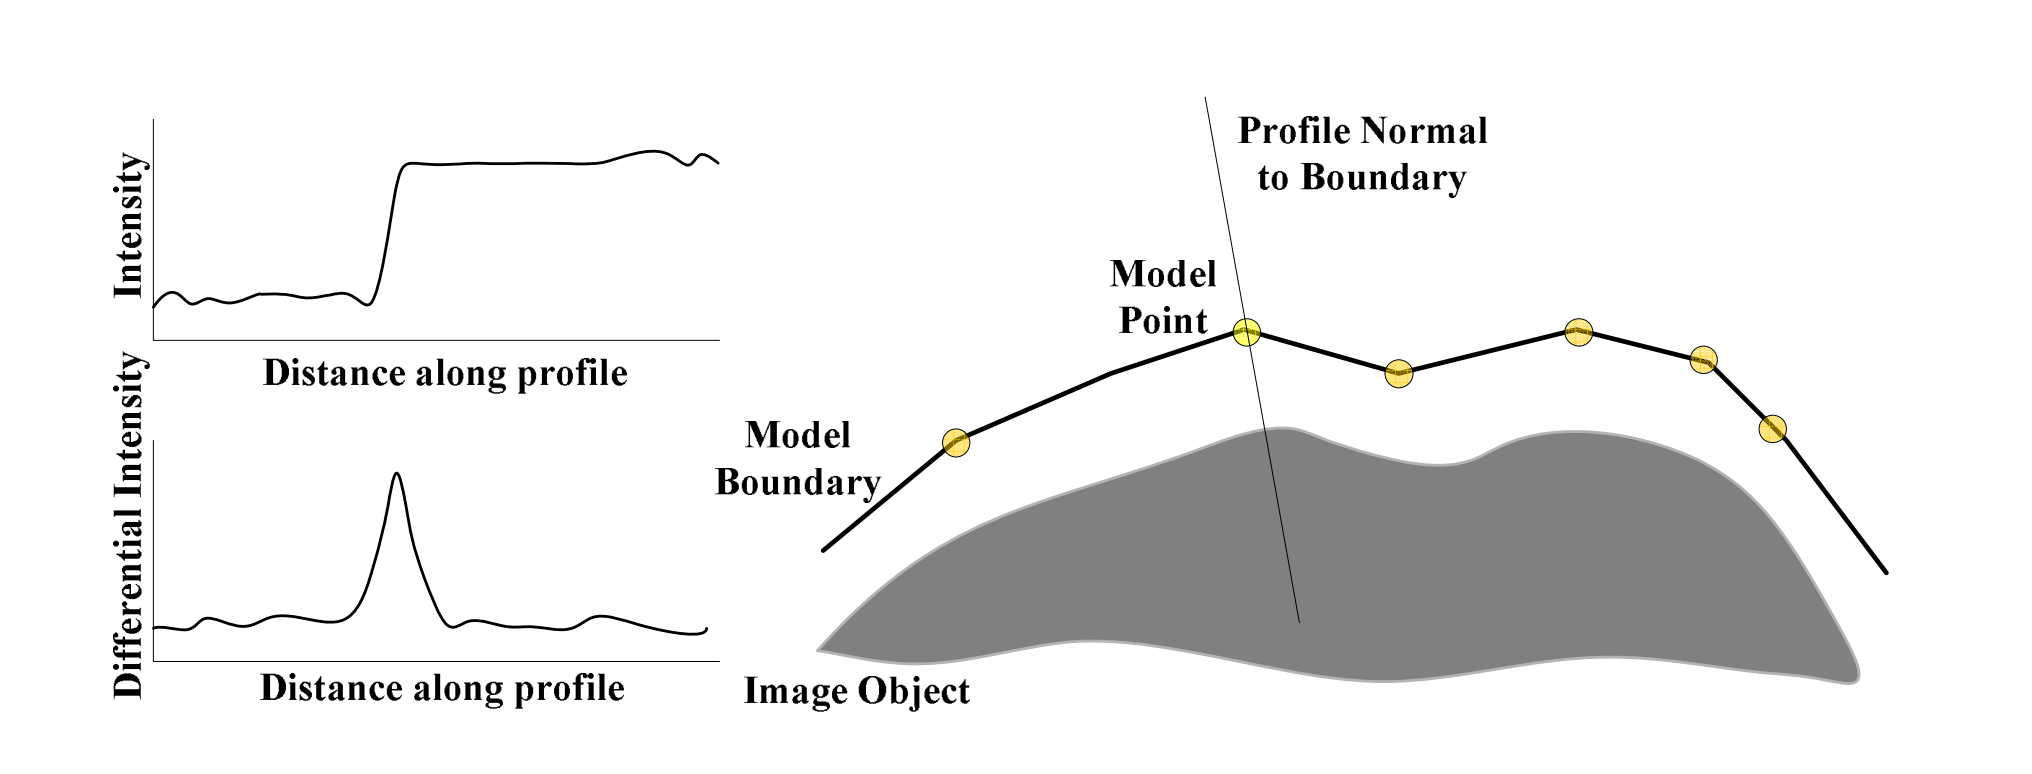 Intensity
Distance along profile
Differential Intensity
Distance along profile
Profile Normal
to Boundary
Model
Point
Model
Boundary
Image Object